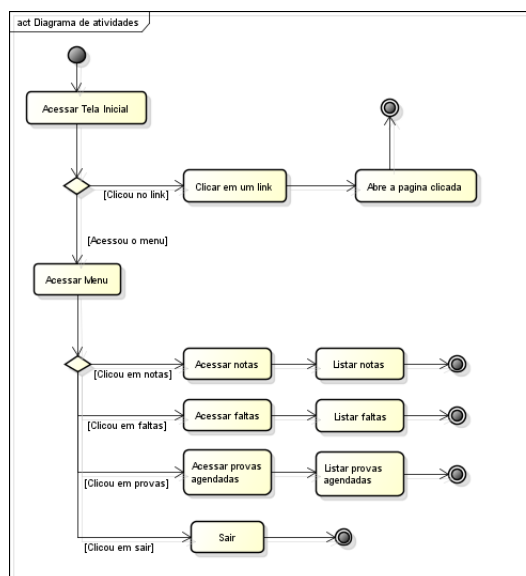 act Diagrama de atividades
Acessar Tela Inicial
[Clicou no link]
Clicar em um link
Abre a pagina clicada
[Acessou o menu]
Acessar Menu
[Clicou em notas]
Acessar notas
Listar notas
[Clicou em faltas]
Acessar faltas
Listar faltas
[Clicou em provas]
Acessar provas
agendadas
Listar provas
agendadas
[Clicou em sair]
Sair